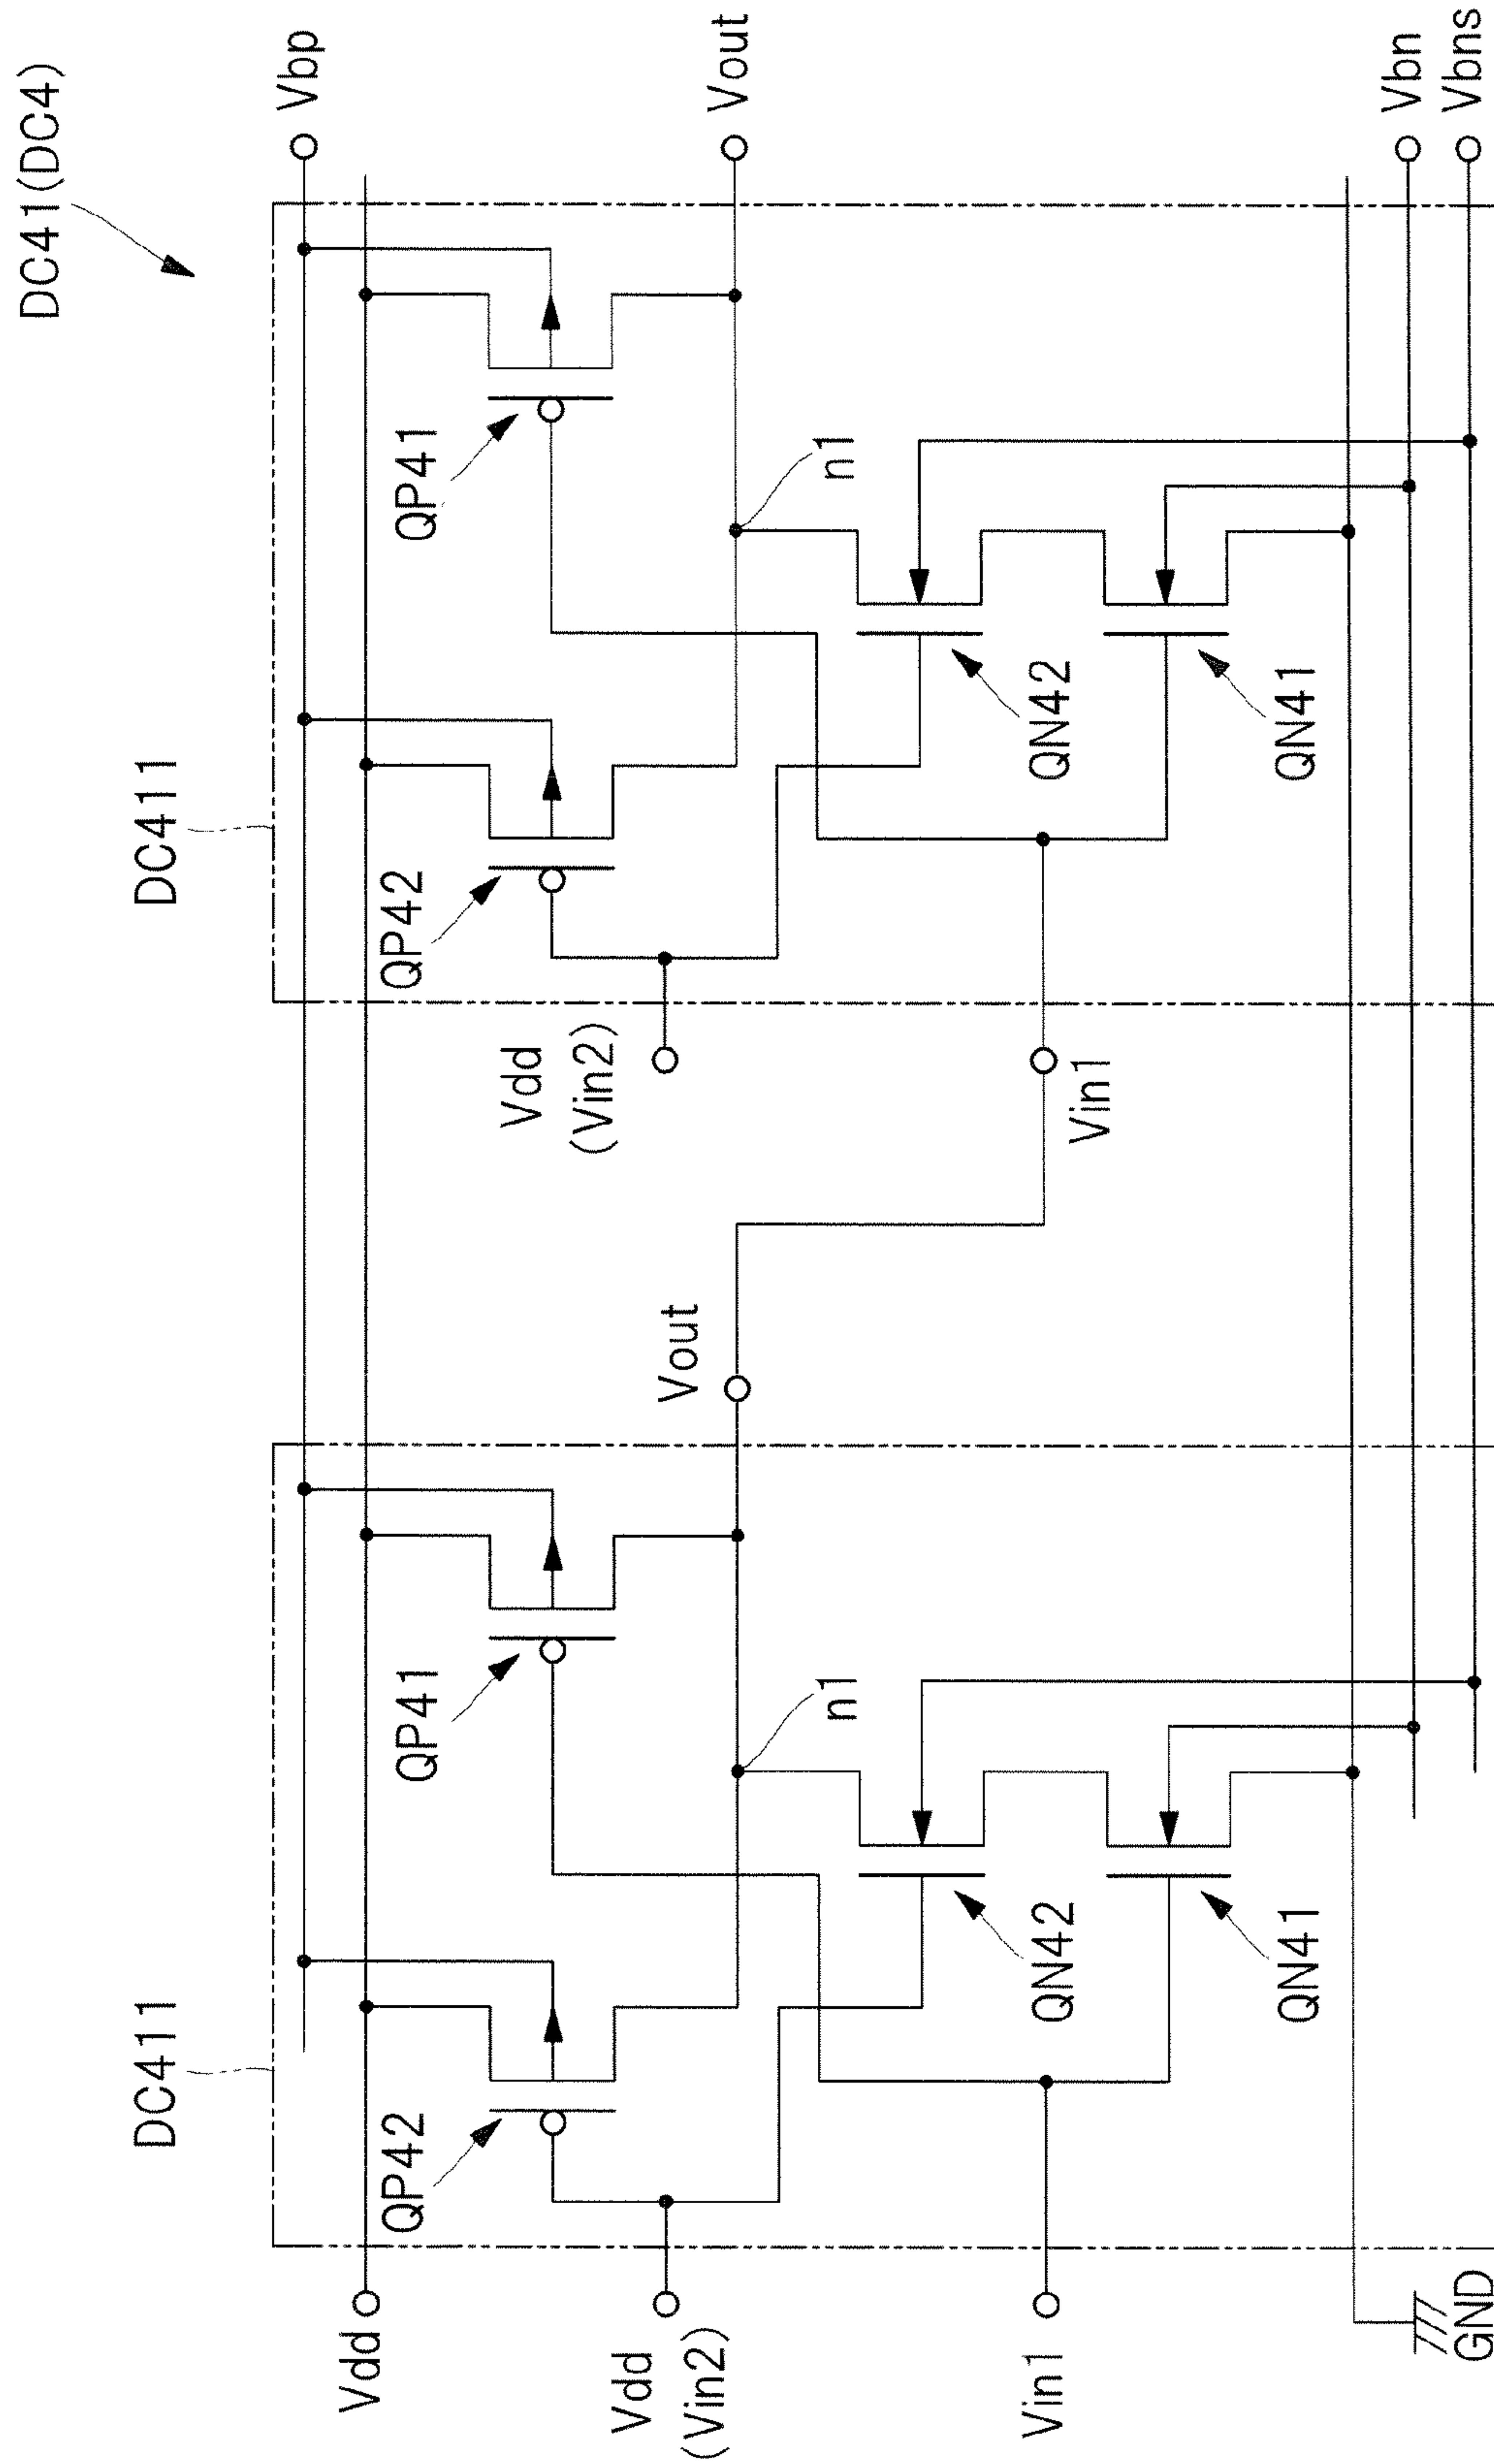 DC41(DC4)
DC411
DC411
Vbp
Vdd
QP42
QP41
QP42
QP41
Vdd
(Vin2)
Vout
Vdd
(Vin2)
Vout
n1
n1
Vin1
QN42
Vin1
QN42
QN41
QN41
Vbn
Vbns
GND